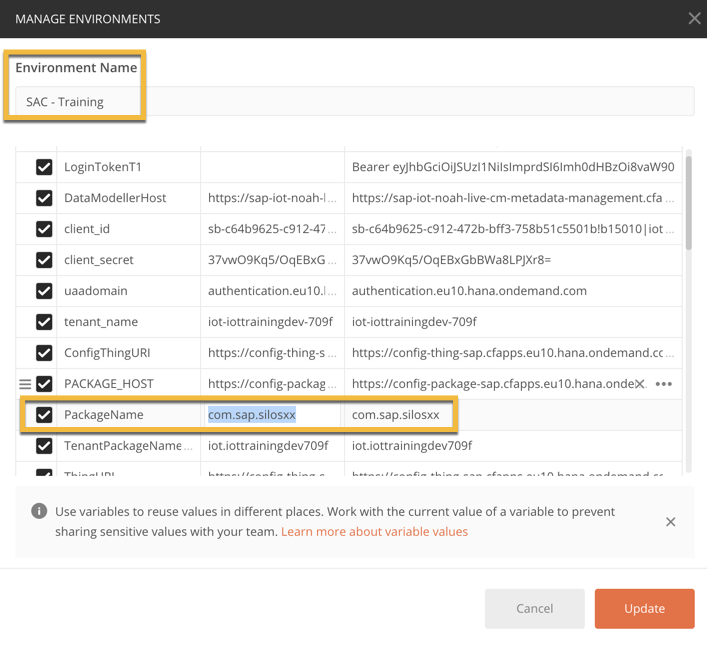 MANAGE ENVIRONMENTS
Environment Name
SAC - Training
LoginTokenT1 Bearer eyJhbGciOiJSUzI1NiIsImprdSI6Imh0dHBzOi8vaW90
DataModellerHost https://sap-iot-noah-l... https://sap-iot-noah-live-cm-metadata-management.cfa...
client_id sb-c64b9625-c912-47... sb-c64b9625-c912-472b-bff3-758b51c5501b!b15010|iot...
client_secret 37vwO9Kq5/OqEBxG... 37vwO9Kq5/OqEBxGbBWa8LPJXr8=
uaadomain authentication.eu10.l... authentication.eu10.hana.ondemand.com
tenant_name iot-iottrainingdev-709f iot-iottrainingdev-709f
ConfigThingURI https://config-thing-s... https://config-thing-sap.cfapps.eu10.hana.ondemand.cc...
PACKAGE_HOST https://config-packag... https://config-package-sap.cfapps.eu10.hana.onde
PackageName com.sap.silosxx com.sap.silosxx
TenantPackageName... iot.iottrainingdev709f iot.iottrainingdev709f
ThingURI https://config-thing-s... https://config-thing-sap.cfapps.eu10.hana.ondemand.cc...
Use variables to reuse values in different places. Work with the current value of a variable to prevent
sharing sensitive values with your team. Learn more about variable values
Cancel Update